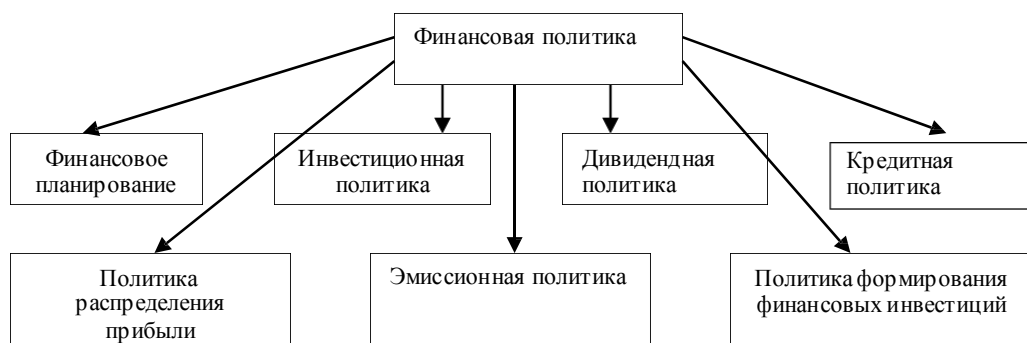 Финансовая политика
Финансовое
планирование
Инвестиционная
политика
Дивидендная
политика
Кредитная
политика
Политика
распределения
прибыли
Эмиссионная политика
Политика формирования
финансовых инвестиций